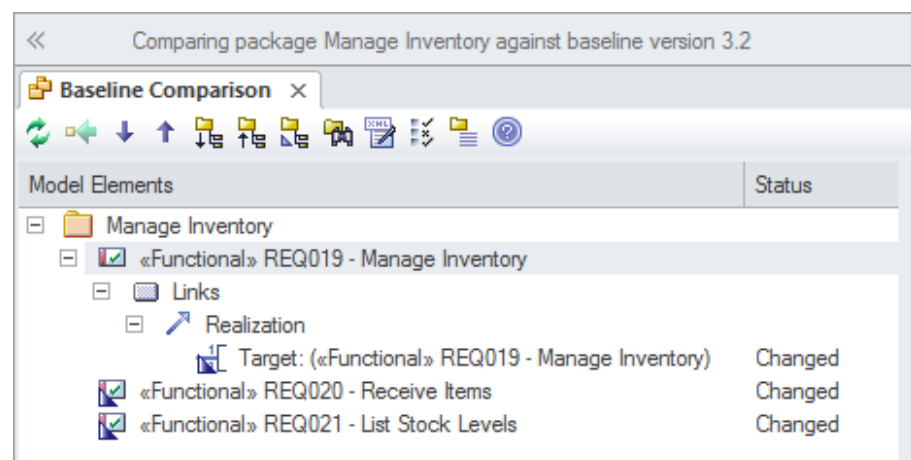 Comparing package Manage Inventory against baseline version 3.2
Baseline Comparison
Model Elements Status
Manage Inventory
«Functional» REQ019 - Manage Inventory
Links
Realization
Target: («Functional» REQ019 - Manage Inventory) Changed
«Functional» REQ020 - Receive Items Changed
«Functional» REQ021 - List Stock Levels Changed